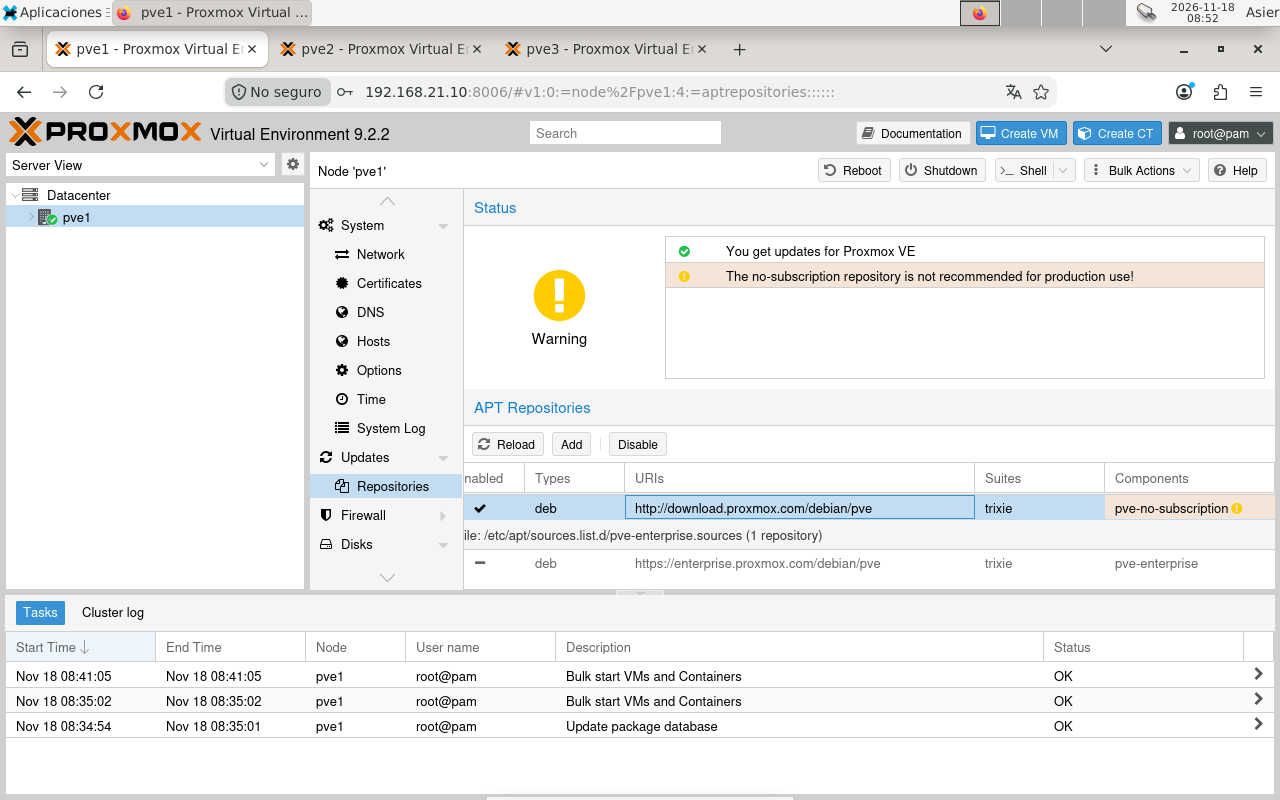 Aplicaciones
pve1 - Proxmox Virtual ...
2026-11-18
08:52
Asier
pve1 - Proxmox Virtual E
pve2 - Proxmox Virtual E
pve3 - Proxmox Virtual E
No seguro
192.168.21.10:8006/#v1:0:=node%2Fpve1:4:=aptrepositories::::::
PROXMOX Virtual Environment 9.2.2
Search
Documentation
Create VM
Create CT
root@pam
Server View
Datacenter
pve1
Node 'pve1'
Reboot
Shutdown
Shell
Bulk Actions
Help
System
Network
Certificates
DNS
Hosts
Options
Time
System Log
Updates
Repositories
Firewall
Disks
Status
Warning
You get updates for Proxmox VE
The no-subscription repository is not recommended for production use!
APT Repositories
Reload
Add
Disable
nabled Types URIs Suites Components
deb http://download.proxmox.com/debian/pve trixie pve-no-subscription
ile: /etc/apt/sources.list.d/pve-enterprise.sources (1 repository)
deb https://enterprise.proxmox.com/debian/pve trixie pve-enterprise
Tasks
Cluster log
Start Time End Time Node User name Description Status
Nov 18 08:41:05 Nov 18 08:41:05 pve1 root@pam Bulk start VMs and Containers OK
Nov 18 08:35:02 Nov 18 08:35:02 pve1 root@pam Bulk start VMs and Containers OK
Nov 18 08:34:54 Nov 18 08:35:01 pve1 root@pam Update package database OK